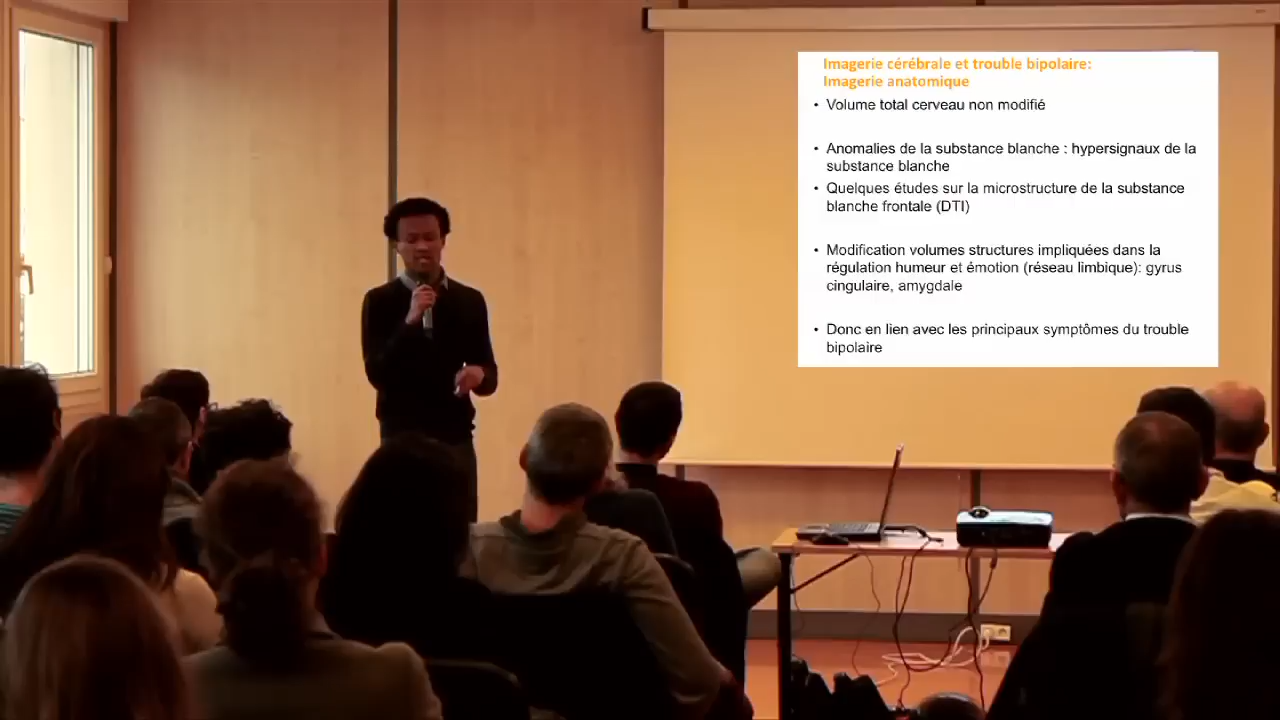 Imagerie cérébrale et trouble bipolaire:
Imagerie anatomique
• Volume total cerveau non modifié
• Anomalies de la substance blanche : hypersignaux de la
substance blanche
• Quelques études sur la microstructure de la substance
blanche frontale (DTI)
• Modification volumes structures impliquées dans la
régulation humeur et émotion (réseau limbique): gyrus
cingulaire, amygdale
• Donc en lien avec les principaux symptômes du trouble
bipolaire